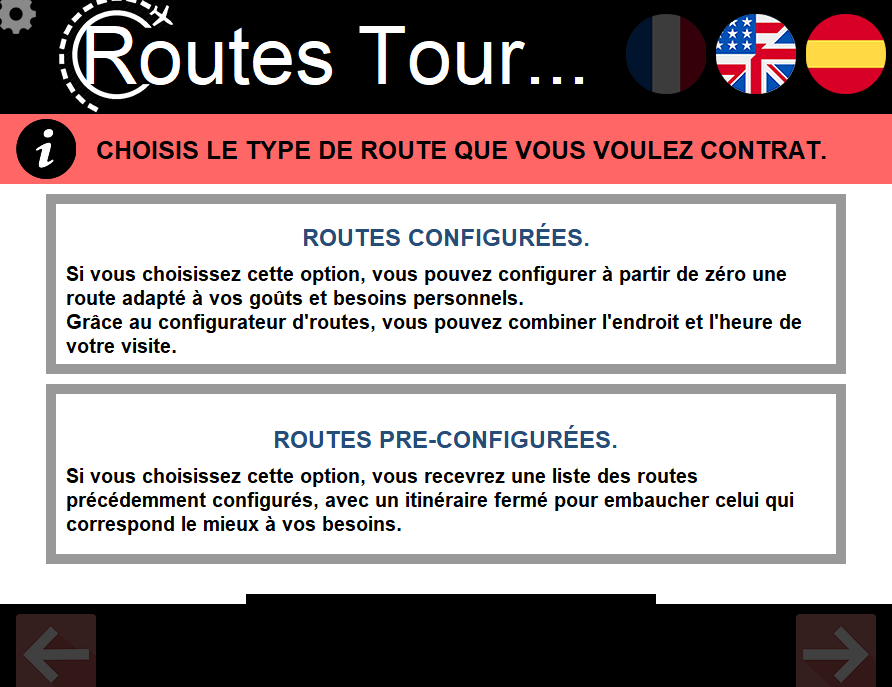 Routes Tour...
i
CHOISIS LE TYPE DE ROUTE QUE VOUS VOULEZ CONTRAT.
ROUTES CONFIGURÉES.
Si vous choisissez cette option, vous pouvez configurer à partir de zéro une
route adapté à vos goûts et besoins personnels.
Grâce au configurateur d'routes, vous pouvez combiner l'endroit et l'heure de
votre visite.
ROUTES PRE-CONFIGURÉES.
Si vous choisissez cette option, vous recevrez une liste des routes
précédemment configurés, avec un itinéraire fermé pour embaucher celui qui
correspond le mieux à vos besoins.